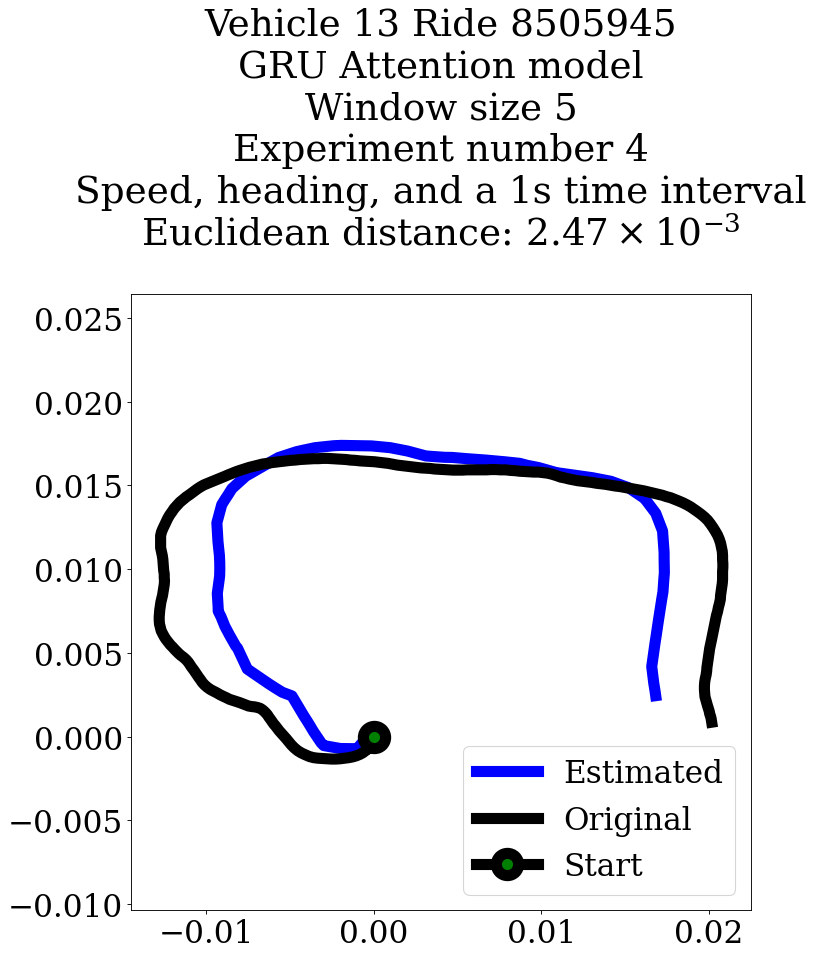 Vehicle 13 Ride 8505945
GRU Attention model
Window size 5
Experiment number 4
Speed, heading, and a 1s time interval
Euclidean distance: 2.47 × 10⁻³
0.025
0.020
0.015
0.010
0.005
0.000
−0.005
−0.010
−0.01
0.00
0.01
0.02
Estimated
Original
Start